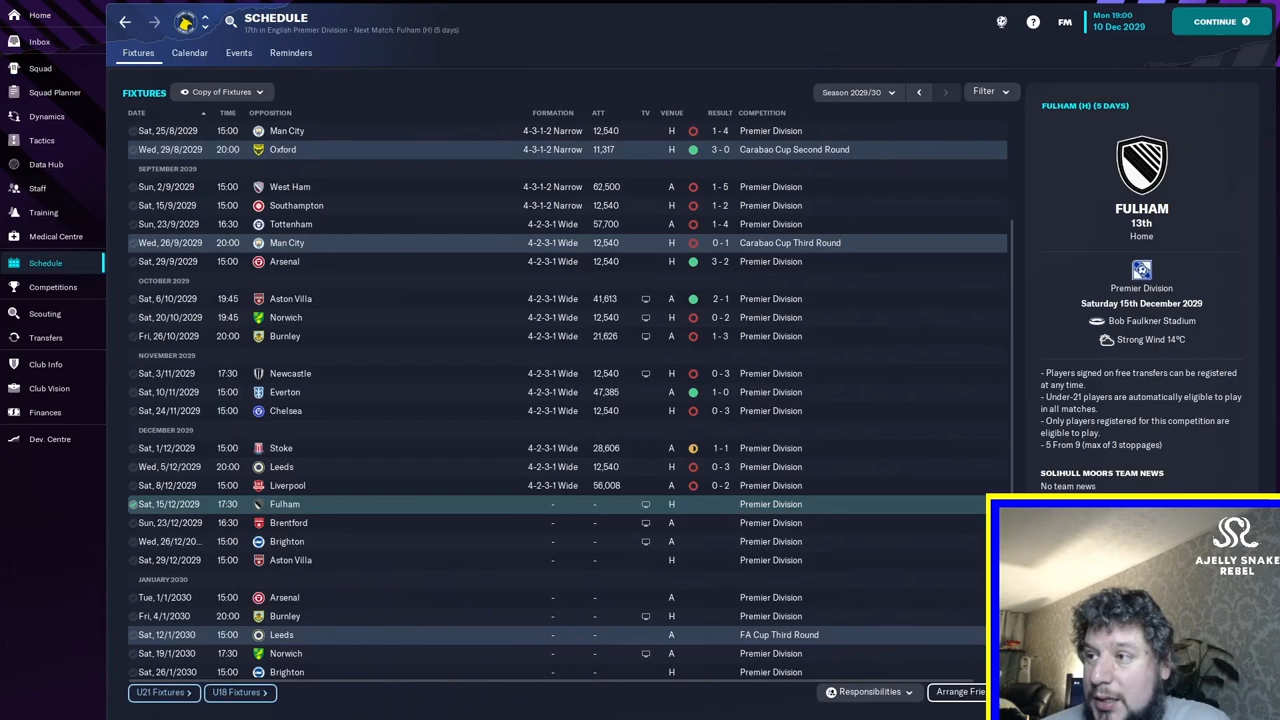 Home
Inbox
Squad
Squad Planner
Dynamics
Tactics
Data Hub
Staff
Training
Medical Centre
Schedule
Competitions
Scouting
Transfers
Club Info
Club Vision
Finances
Dev. Centre
SCHEDULE
17th in English Premier Division - Next Match: Fulham (H) (5 days)
FM
Mon 19:00
10 Dec 2029
CONTINUE
Fixtures Calendar Events Reminders
FIXTURES Copy of Fixtures Season 2029/30 Filter
DATE TIME OPPOSITION FORMATION ATT TV VENUE RESULT COMPETITION
Sat, 25/8/2029 15:00 Man City 4-3-1-2 Narrow 12,540 H 1 - 4 Premier Division
Wed, 29/8/2029 20:00 Oxford 4-3-1-2 Narrow 11,317 H 3 - 0 Carabao Cup Second Round
SEPTEMBER 2029
Sun, 2/9/2029 15:00 West Ham 4-3-1-2 Narrow 62,500 A 1 - 5 Premier Division
Sat, 15/9/2029 15:00 Southampton 4-3-1-2 Narrow 12,540 H 1 - 2 Premier Division
Sun, 23/9/2029 16:30 Tottenham 4-2-3-1 Wide 57,700 A 1 - 4 Premier Division
Wed, 26/9/2029 20:00 Man City 4-2-3-1 Wide 12,540 H 0 - 1 Carabao Cup Third Round
Sat, 29/9/2029 15:00 Arsenal 4-2-3-1 Wide 12,540 H 3 - 2 Premier Division
OCTOBER 2029
Sat, 6/10/2029 19:45 Aston Villa 4-2-3-1 Wide 41,613 A 2 - 1 Premier Division
Sat, 20/10/2029 19:45 Norwich 4-2-3-1 Wide 12,540 H 0 - 2 Premier Division
Fri, 26/10/2029 20:00 Burnley 4-2-3-1 Wide 21,626 A 1 - 3 Premier Division
NOVEMBER 2029
Sat, 3/11/2029 17:30 Newcastle 4-2-3-1 Wide 12,540 H 0 - 3 Premier Division
Sat, 10/11/2029 15:00 Everton 4-2-3-1 Wide 47,385 A 1 - 0 Premier Division
Sat, 24/11/2029 15:00 Chelsea 4-2-3-1 Wide 12,540 H 0 - 3 Premier Division
DECEMBER 2029
Sat, 1/12/2029 15:00 Stoke 4-2-3-1 Wide 28,606 A 1 - 1 Premier Division
Wed, 5/12/2029 20:00 Leeds 4-2-3-1 Wide 12,540 H 0 - 3 Premier Division
Sat, 8/12/2029 15:00 Liverpool 4-2-3-1 Wide 56,008 A 0 - 2 Premier Division
Sat, 15/12/2029 17:30 Fulham - - H Premier Division
Sun, 23/12/2029 16:30 Brentford - - A Premier Division
Wed, 26/12/20... 15:00 Brighton - - A Premier Division
Sat, 29/12/2029 15:00 Aston Villa - - H Premier Division
JANUARY 2030
Tue, 1/1/2030 15:00 Arsenal - - A Premier Division
Fri, 4/1/2030 20:00 Burnley - - H Premier Division
Sat, 12/1/2030 15:00 Leeds - - A FA Cup Third Round
Sat, 19/1/2030 17:30 Norwich - - A Premier Division
Sat, 26/1/2030 15:00 Brighton - - H Premier Division
U21 Fixtures U18 Fixtures Responsibilities Arrange Frie
FULHAM (H) (5 DAYS)
FULHAM
13th
Home
Premier Division
Saturday 15th December 2029
Bob Faulkner Stadium
Strong Wind 14°C
- Players signed on free transfers can be registered
at any time.
- Under-21 players are automatically eligible to play
in all matches.
- Only players registered for this competition are
eligible to play.
- 5 From 9 (max of 3 stoppages)
SOLIHULL MOORS TEAM NEWS
No team news
AJELLY SNAKE
REBEL